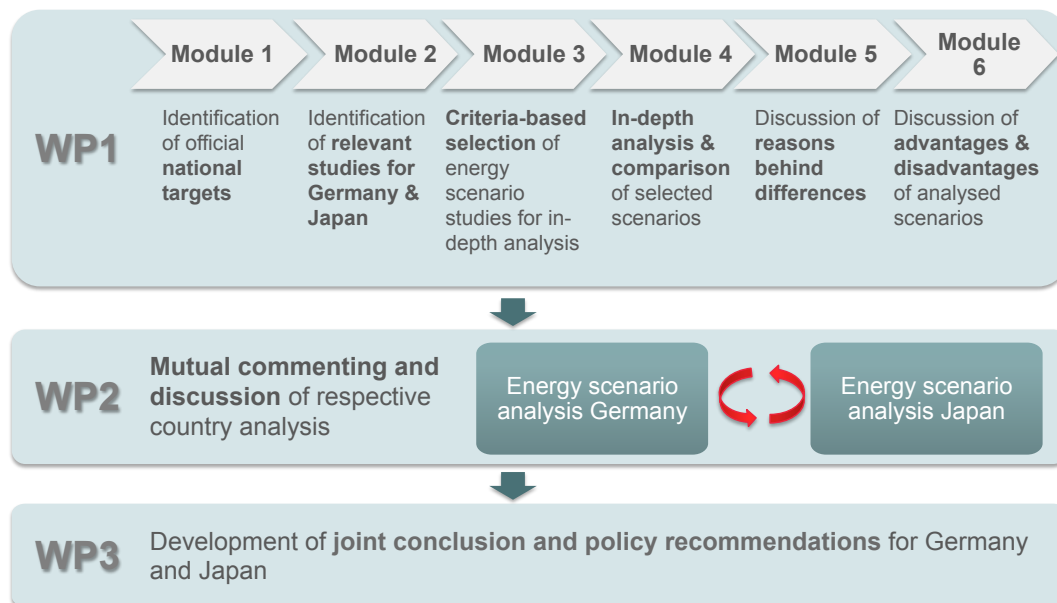 WP1
Module 1
Identification
of official
national
targets
Module 2
Identification
of relevant
studies for
Germany &
Japan
Module 3
Criteria-based
selection of
energy
scenario
studies for in-
depth analysis
Module 4
In-depth
analysis &
comparison
of selected
scenarios
Module 5
Discussion of
reasons
behind
differences
Module
6
Discussion of
advantages &
disadvantages
of analysed
scenarios
WP2
Mutual commenting and
discussion of respective
country analysis
Energy scenario
analysis Germany
Energy scenario
analysis Japan
WP3
Development of joint conclusion and policy recommendations for Germany
and Japan